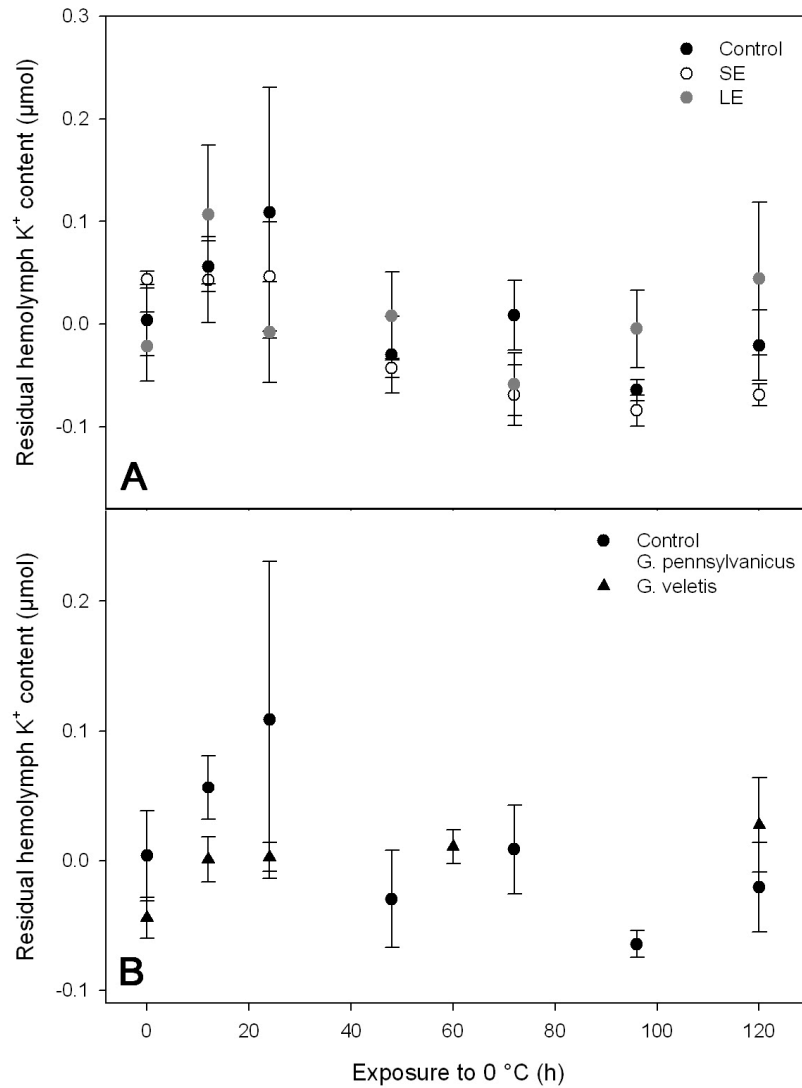 0.3
Control
SE
LE
0.2
0.1
0.0
-0.1
Residual hemolymph K⁺ content (µmol)
A
Control
G. pennsylvanicus
G. veletis
0.2
0.1
0.0
-0.1
Residual hemolymph K⁺ content (µmol)
B
0 20 40 60 80 100 120
Exposure to 0 °C (h)